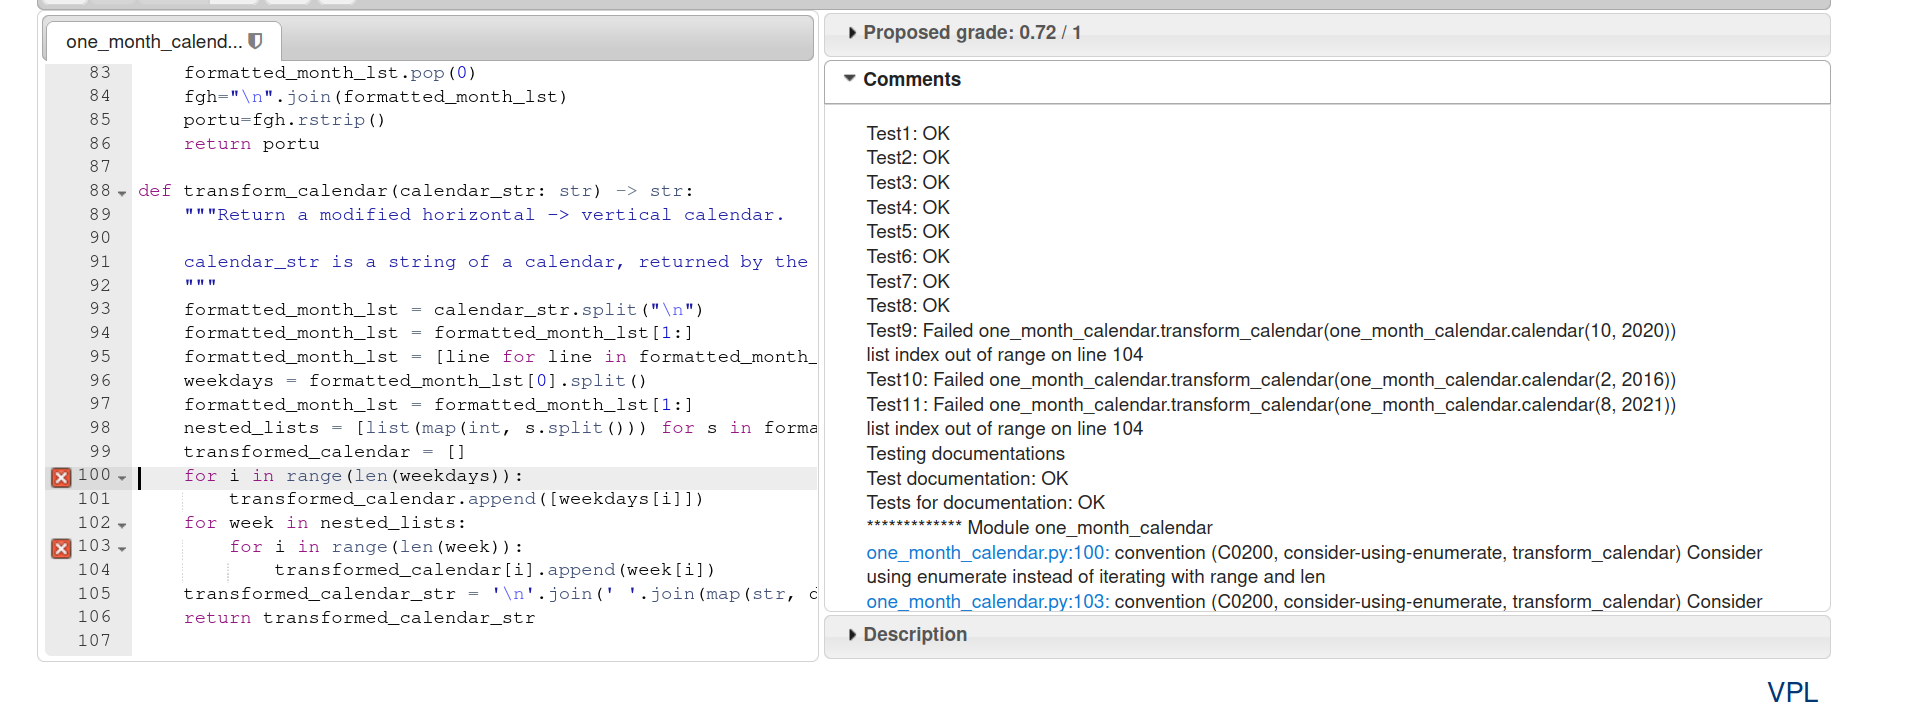 one_month_calend...
83 formatted_month_lst.pop(0)
84 fgh="\n".join(formatted_month_lst)
85 portu=fgh.rstrip()
86 return portu
87
88 def transform_calendar(calendar_str: str) -> str:
89 """Return a modified horizontal -> vertical calendar.
90
91 calendar_str is a string of a calendar, returned by the
92 """
93 formatted_month_lst = calendar_str.split("\n")
94 formatted_month_lst = formatted_month_lst[1:]
95 formatted_month_lst = [line for line in formatted_month_
96 weekdays = formatted_month_lst[0].split()
97 formatted_month_lst = formatted_month_lst[1:]
98 nested_lists = [list(map(int, s.split())) for s in forma
99 transformed_calendar = []
100 for i in range(len(weekdays)):
101 transformed_calendar.append([weekdays[i]])
102 for week in nested_lists:
103 for i in range(len(week)):
104 transformed_calendar[i].append(week[i])
105 transformed_calendar_str = '\n'.join(' '.join(map(str, d
106 return transformed_calendar_str
107
Proposed grade: 0.72 / 1
Comments
Test1: OK
Test2: OK
Test3: OK
Test4: OK
Test5: OK
Test6: OK
Test7: OK
Test8: OK
Test9: Failed one_month_calendar.transform_calendar(one_month_calendar.calendar(10, 2020))
list index out of range on line 104
Test10: Failed one_month_calendar.transform_calendar(one_month_calendar.calendar(2, 2016))
Test11: Failed one_month_calendar.transform_calendar(one_month_calendar.calendar(8, 2021))
list index out of range on line 104
Testing documentations
Test documentation: OK
Tests for documentation: OK
************* Module one_month_calendar
one_month_calendar.py:100: convention (C0200, consider-using-enumerate, transform_calendar) Consider
using enumerate instead of iterating with range and len
one_month_calendar.py:103: convention (C0200, consider-using-enumerate, transform_calendar) Consider
Description
VPL